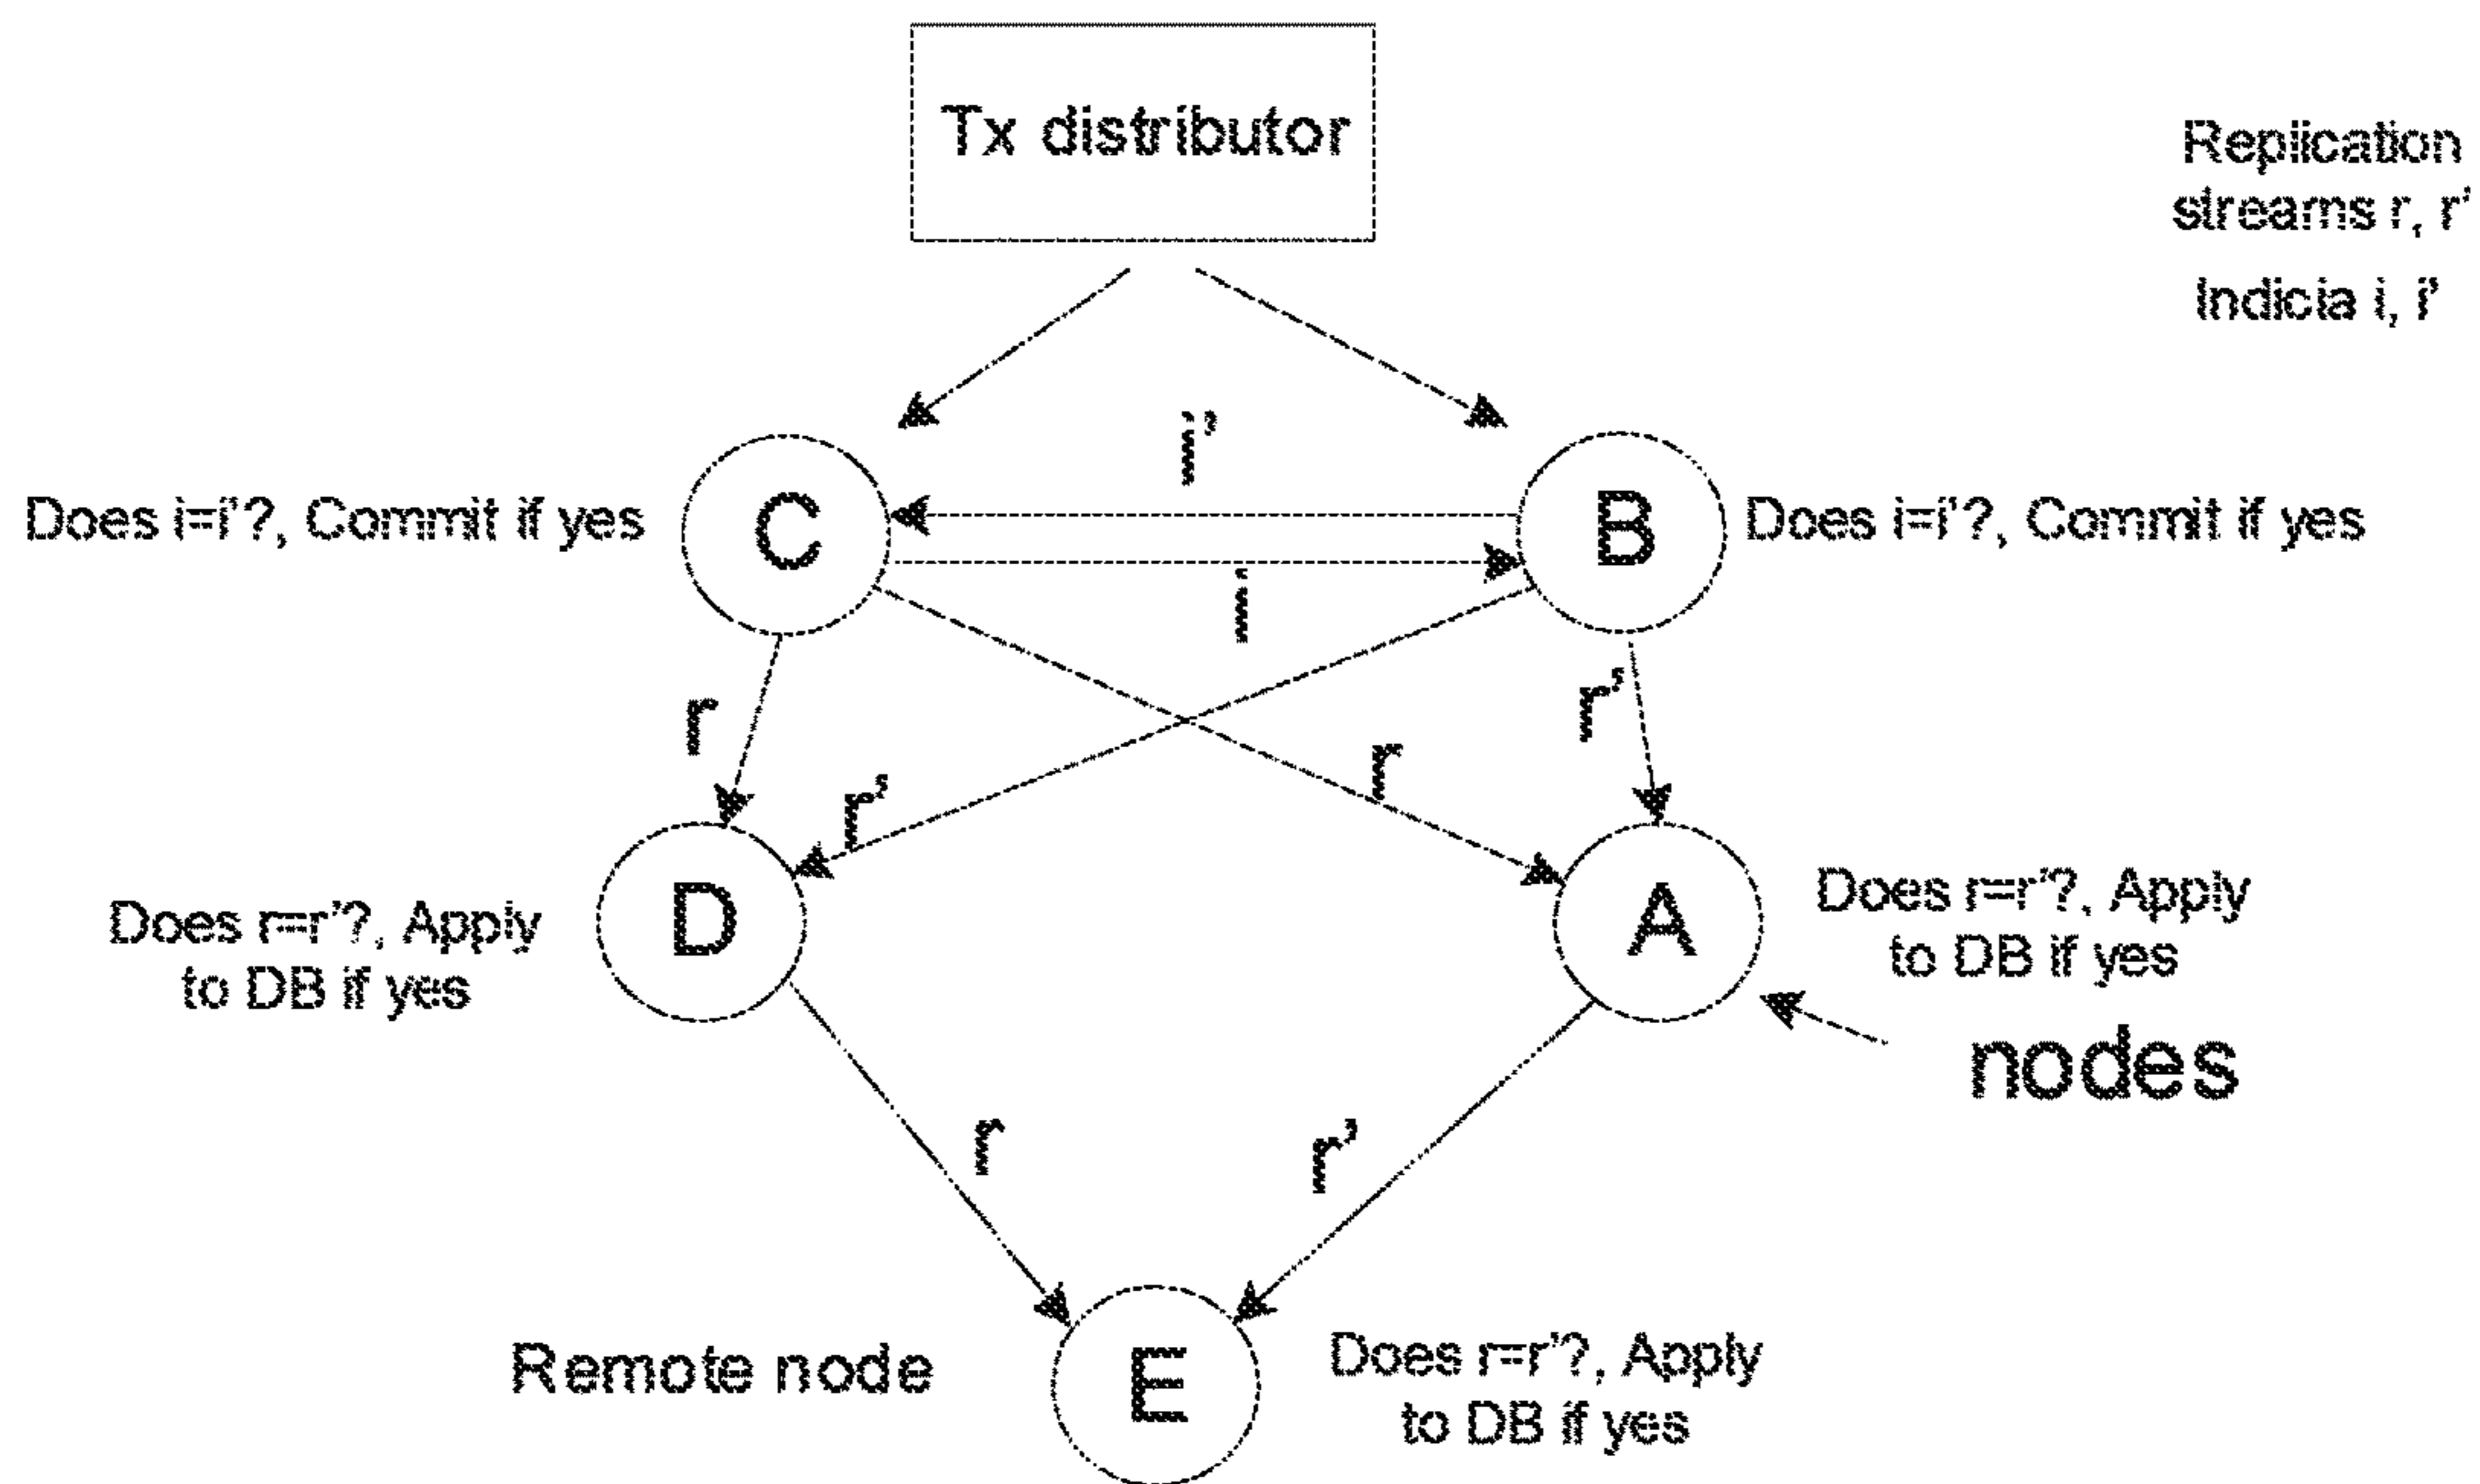 Tx distributor
Replication
streams r, r'
Indicia i, i'
i'
Does i=i'?, Commit if yes
C
B
Does i=i'?, Commit if yes
i
r
r'
r'
r
D
A
Does r=r'?, Apply
to DB if yes
Does r=r'?, Apply
to DB if yes
nodes
r
r'
Remote node
E
Does r=r'?, Apply
to DB if yes